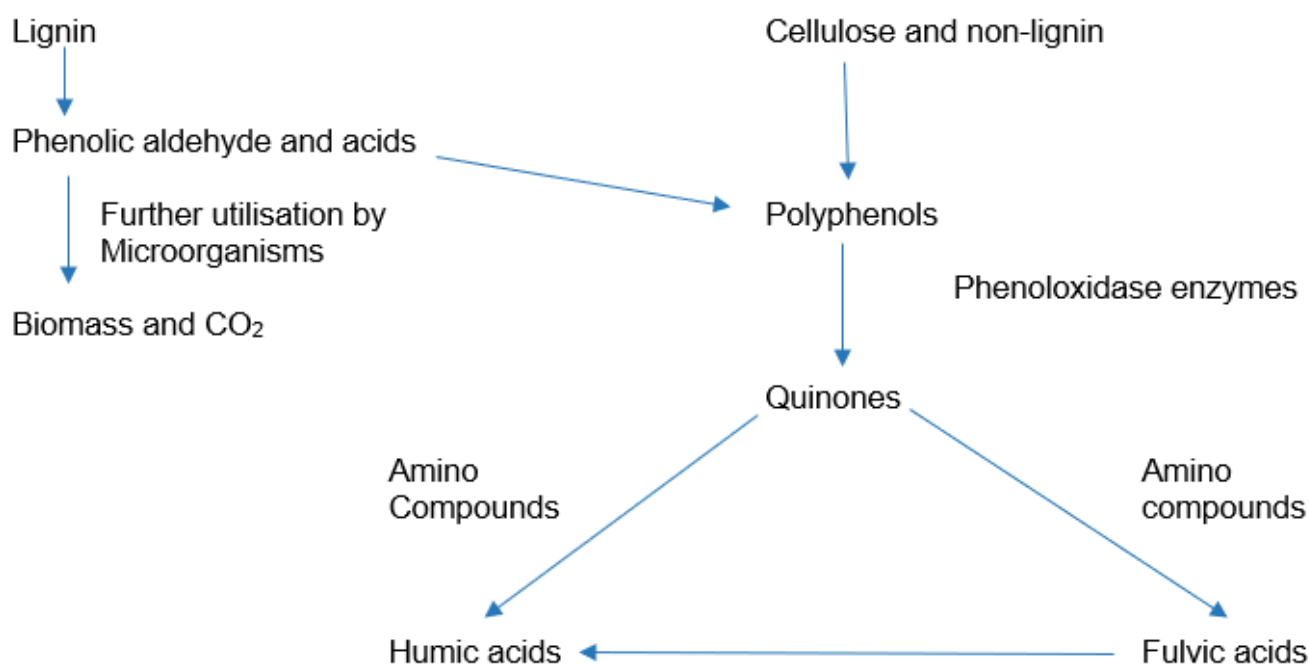 Lignin
Cellulose and non-lignin
Phenolic aldehyde and acids
Further utilisation by
Microorganisms
Polyphenols
Phenoloxidase enzymes
Biomass and CO₂
Quinones
Amino
Compounds
Amino
compounds
Humic acids
Fulvic acids